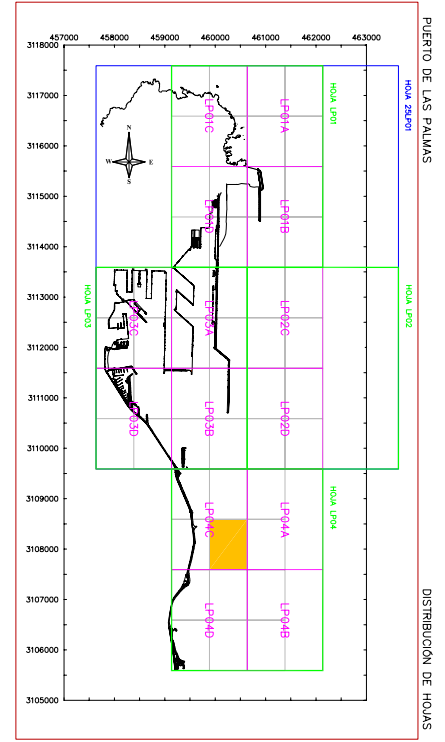 PUERTO DE LAS PALMAS
DISTRIBUCIÓN DE HOJAS
457000 458000 459000 460000 461000 462000 463000
3118000
3117000
3116000
3115000
3114000
3113000
3112000
3111000
3110000
3109000
3108000
3107000
3106000
3105000
HOJA 25LP01
HOJA LP01
HOJA LP02
HOJA LP03
HOJA LP04
LP01C
LP01A
LP01D
LP01B
LP03C
LP03A
LP02C
LP03D
LP03B
LP02D
LP04C
LP04A
LP04D
LP04B
N
W
E
S